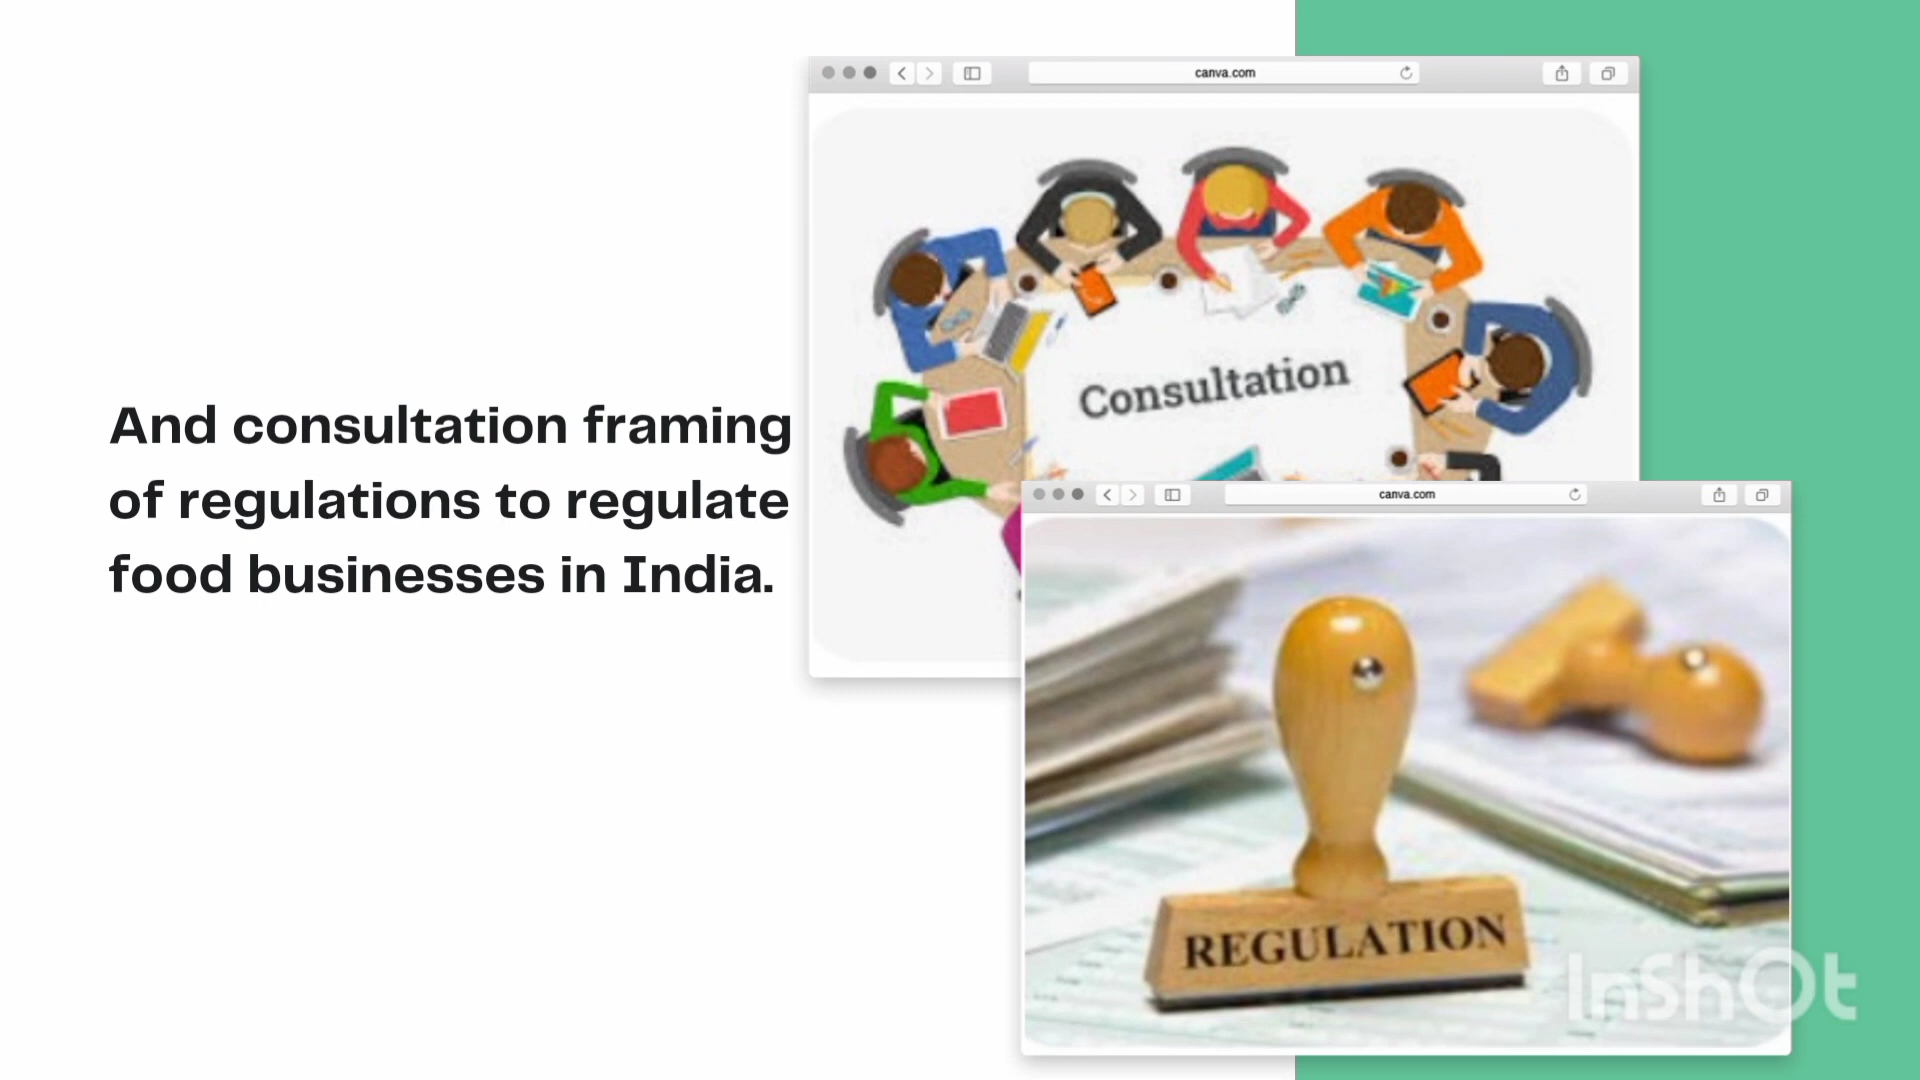 canva.com
Consultation
And consultation framing
of regulations to regulate
food businesses in India.
canva.com
REGULATION
InShOt